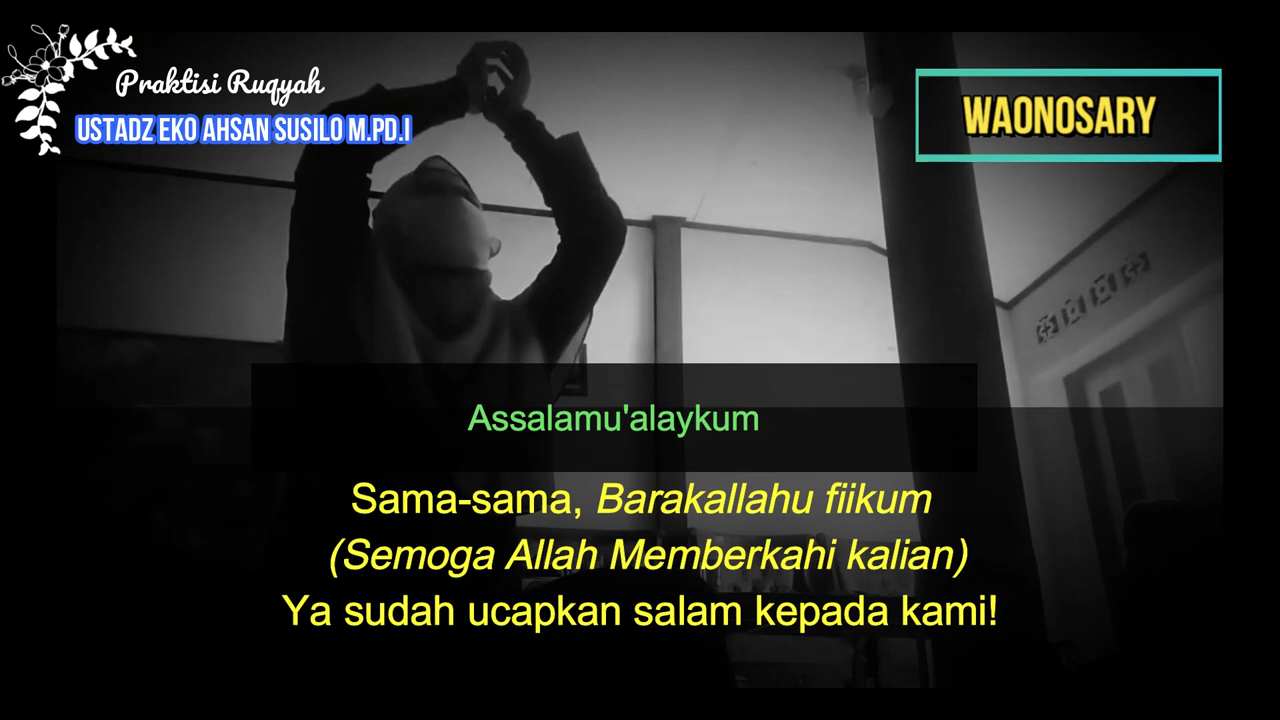 Praktisi Ruqyah
USTADZ EKO AHSAN SUSILO M.PD.I
WAONOSARY
Assalamu'alaykum
Sama-sama, Barakallahu fiikum
(Semoga Allah Memberkahi kalian)
Ya sudah ucapkan salam kepada kami!